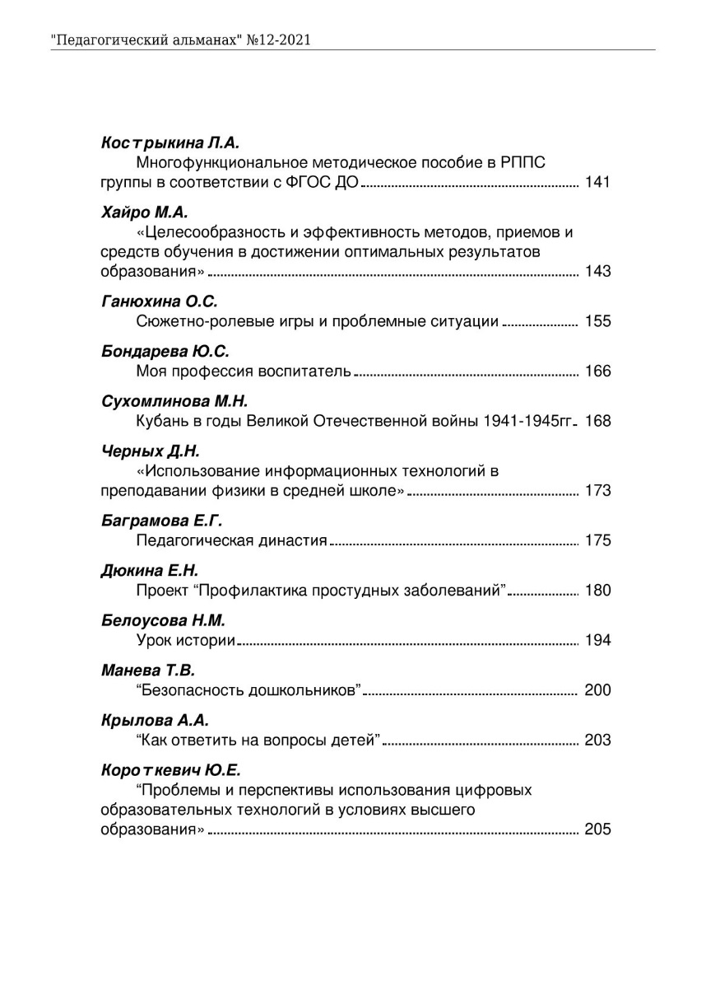 "Педагогический альманах" №12-2021
Кострыкина Л.А.
Многофункциональное методическое пособие в РППС
группы в соответствии с ФГОС ДО 141
Хайро М.А.
«Целесообразность и эффективность методов, приемов и
средств обучения в достижении оптимальных результатов
образования» 143
Ганюхина О.С.
Сюжетно-ролевые игры и проблемные ситуации 155
Бондарева Ю.С.
Моя профессия воспитатель 166
Сухомлинова М.Н.
Кубань в годы Великой Отечественной войны 1941-1945гг. 168
Черных Д.Н.
«Использование информационных технологий в
преподавании физики в средней школе» 173
Баграмова Е.Г.
Педагогическая династия 175
Дюкина Е.Н.
Проект “Профилактика простудных заболеваний” 180
Белоусова Н.М.
Урок истории 194
Манева Т.В.
“Безопасность дошкольников” 200
Крылова А.А.
“Как ответить на вопросы детей” 203
Короткевич Ю.Е.
“Проблемы и перспективы использования цифровых
образовательных технологий в условиях высшего
образования» 205